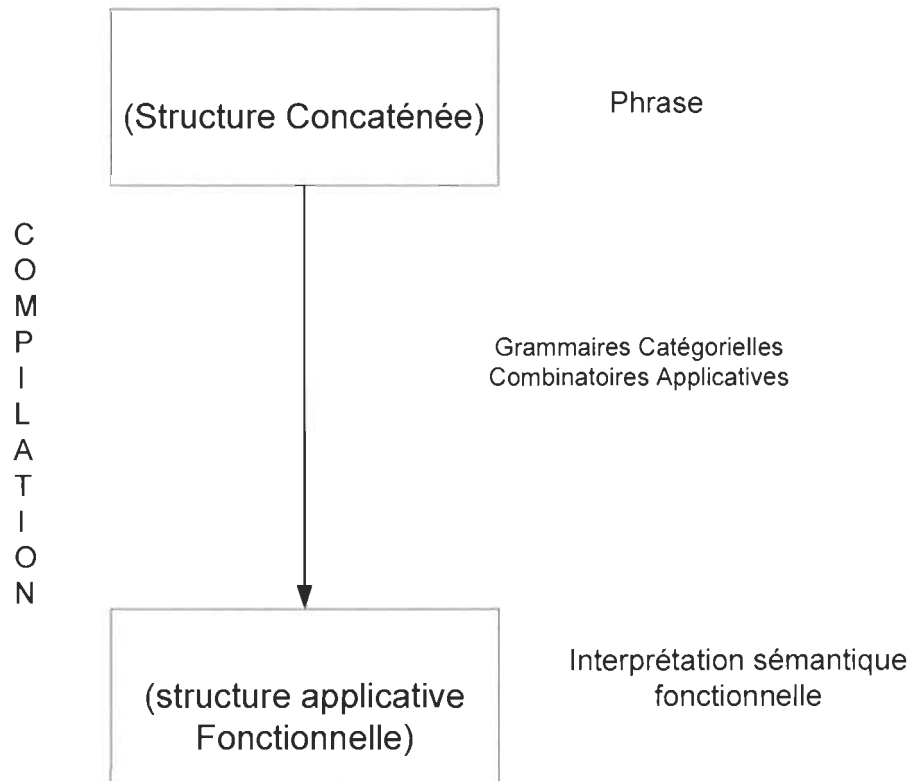 (Structure Concaténée)
Phrase
C
O
M
P
I
L
A
T
I
O
N
Grammaires Catégorielles
Combinatoires Applicatives
(structure applicative
Fonctionnelle)
Interprétation sémantique
fonctionnelle